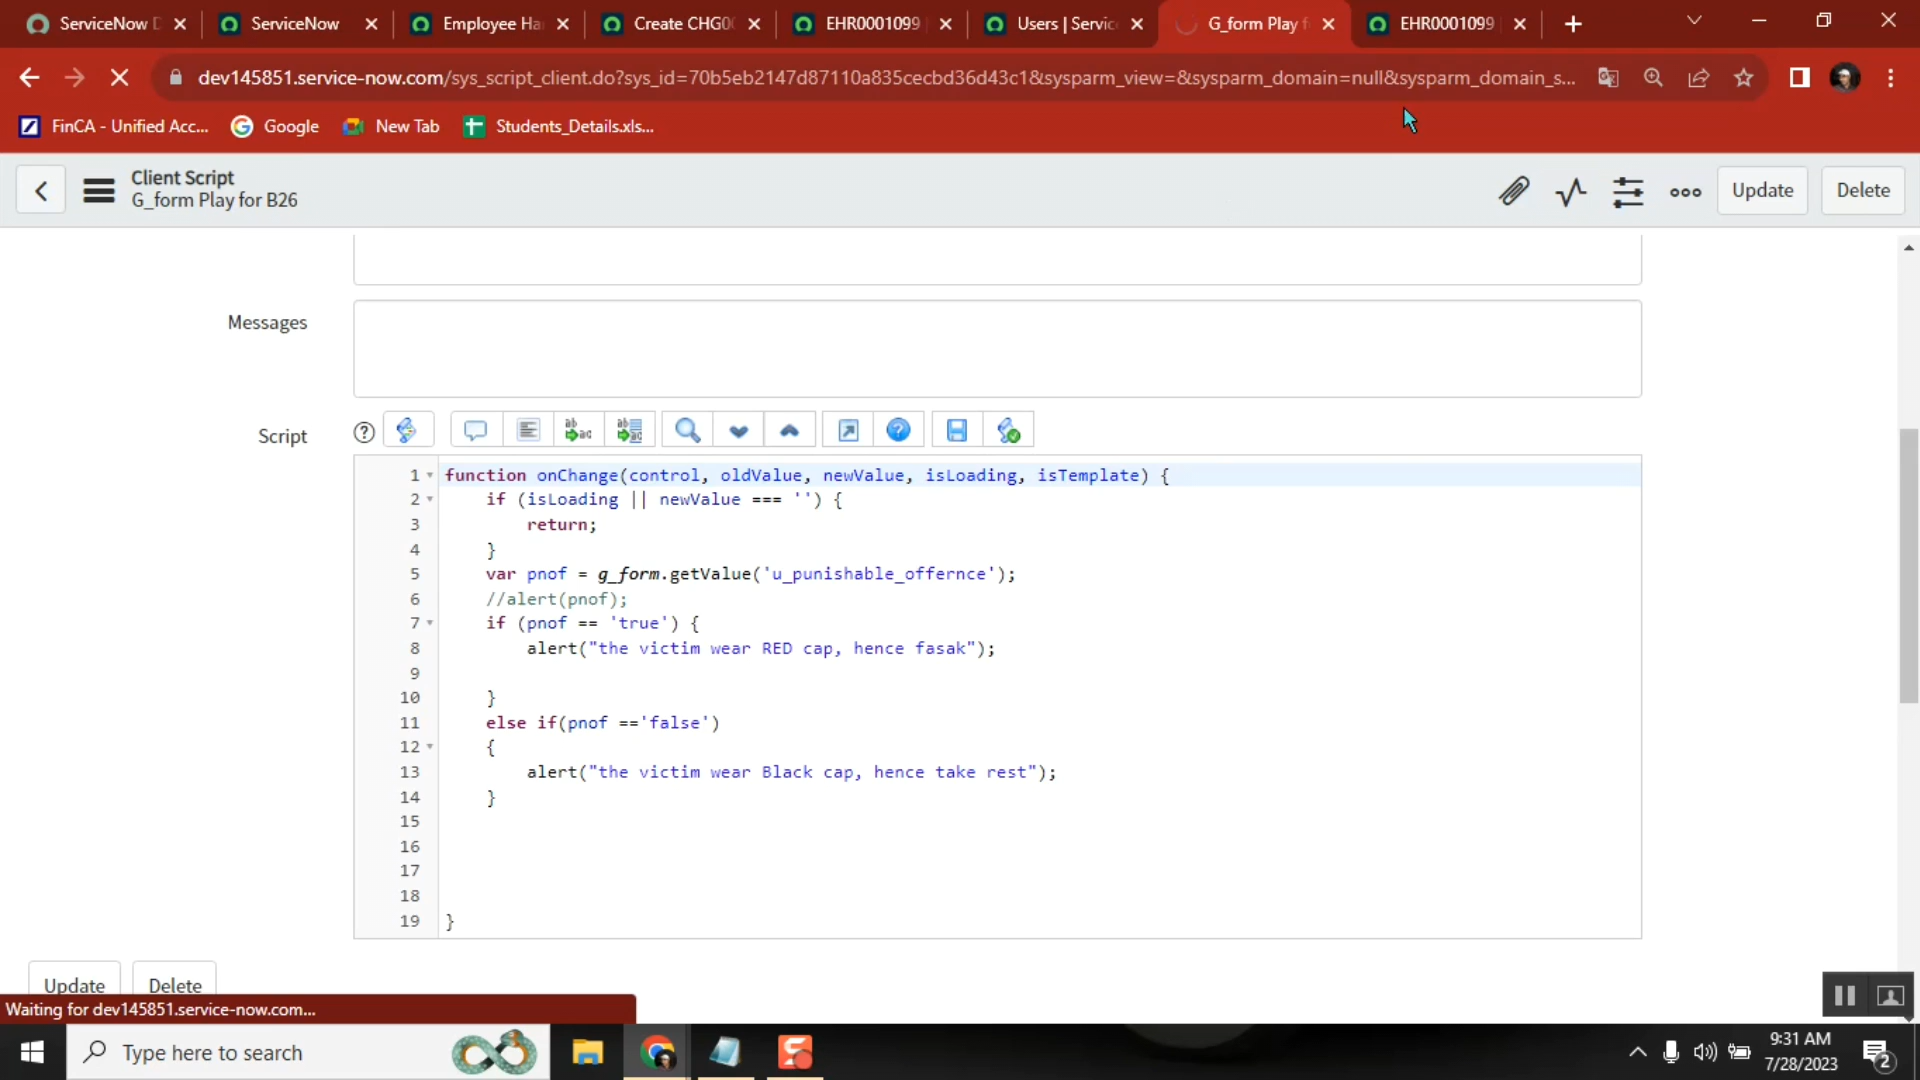 ServiceNow D
ServiceNow
Employee Ha
Create CHG0
EHR0001099
Users | Servic
G_form Play f
EHR0001099
dev145851.service-now.com/sys_script_client.do?sys_id=70b5eb2147d87110a835cecbd36d43c1&sysparm_view=&sysparm_domain=null&sysparm_domain_s...
FinCA - Unified Acc...
Google
New Tab
Students_Details.xls...
Client Script
G_form Play for B26
Update
Delete
Messages
Script
1 function onChange(control, oldValue, newValue, isLoading, isTemplate) {
2 if (isLoading || newValue === '') {
3 return;
4 }
5 var pnof = g_form.getValue('u_punishable_offernce');
6 //alert(pnof);
7 if (pnof == 'true') {
8 alert("the victim wear RED cap, hence fasak");
9
10 }
11 else if(pnof =='false')
12 {
13 alert("the victim wear Black cap, hence take rest");
14 }
15
16
17
18
19 }
Update
Delete
Waiting for dev145851.service-now.com...
Type here to search
9:31 AM
7/28/2023
2